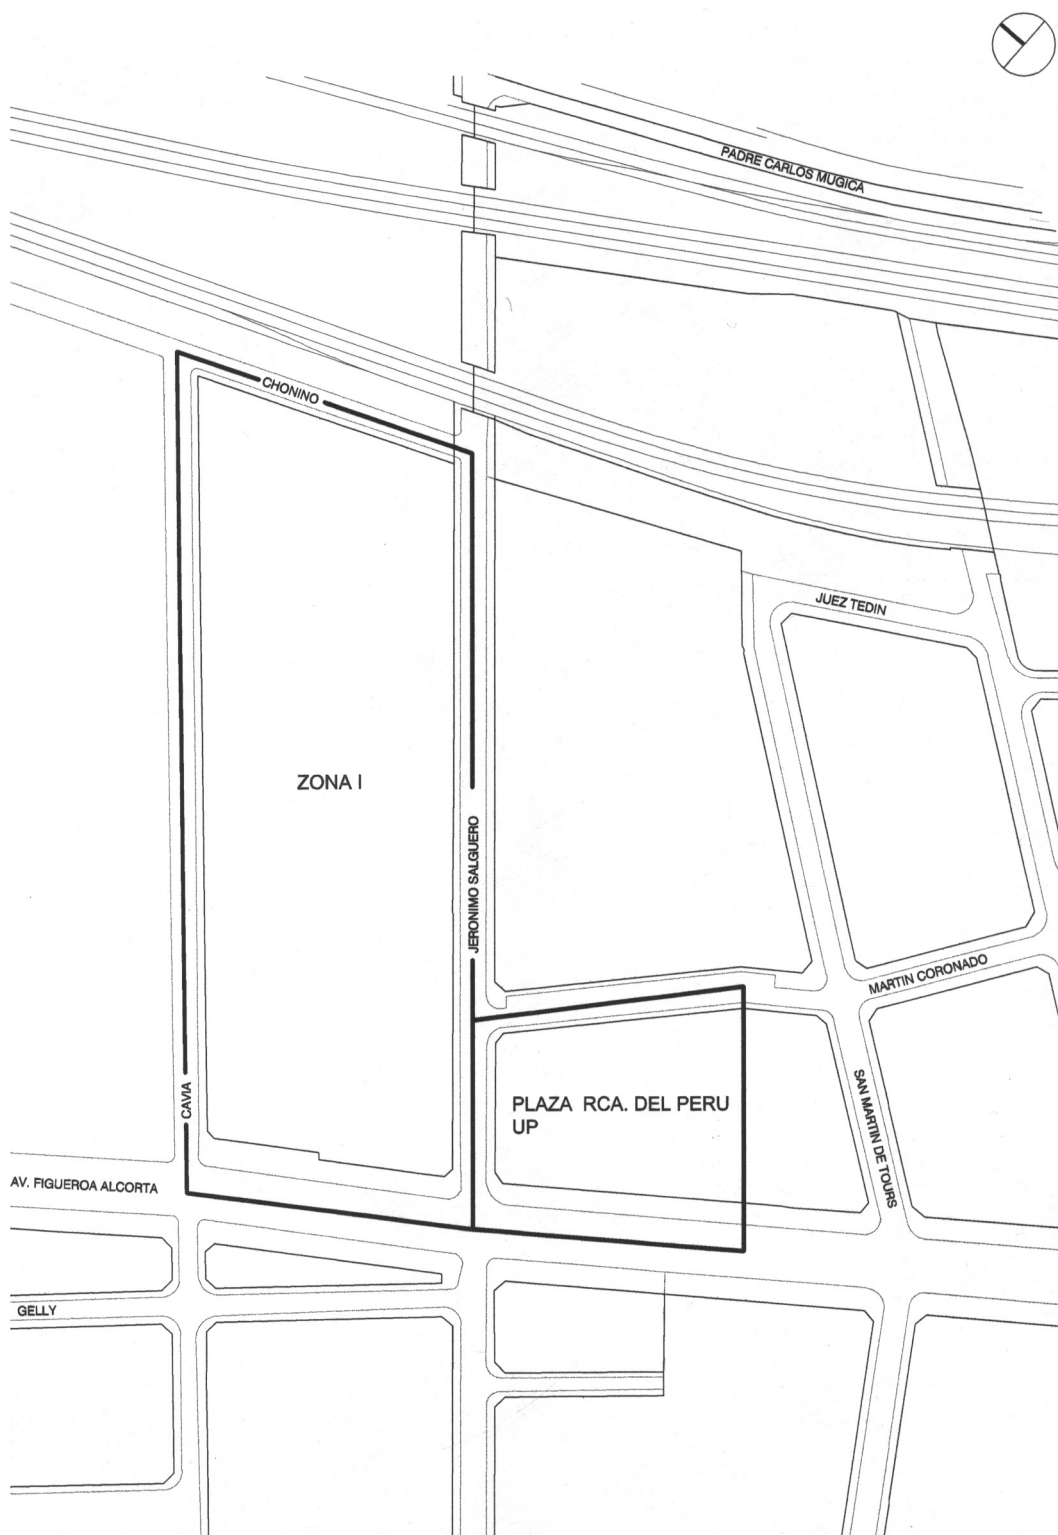 PADRE CARLOS MUGICA
CHONINO
JUEZ TEDIN
ZONA I
JERONIMO SALGUERO
MARTIN CORONADO
CAVIA
PLAZA RCA. DEL PERU
UP
SAN MARTIN DE TOURS
AV. FIGUEROA ALCORTA
GELLY